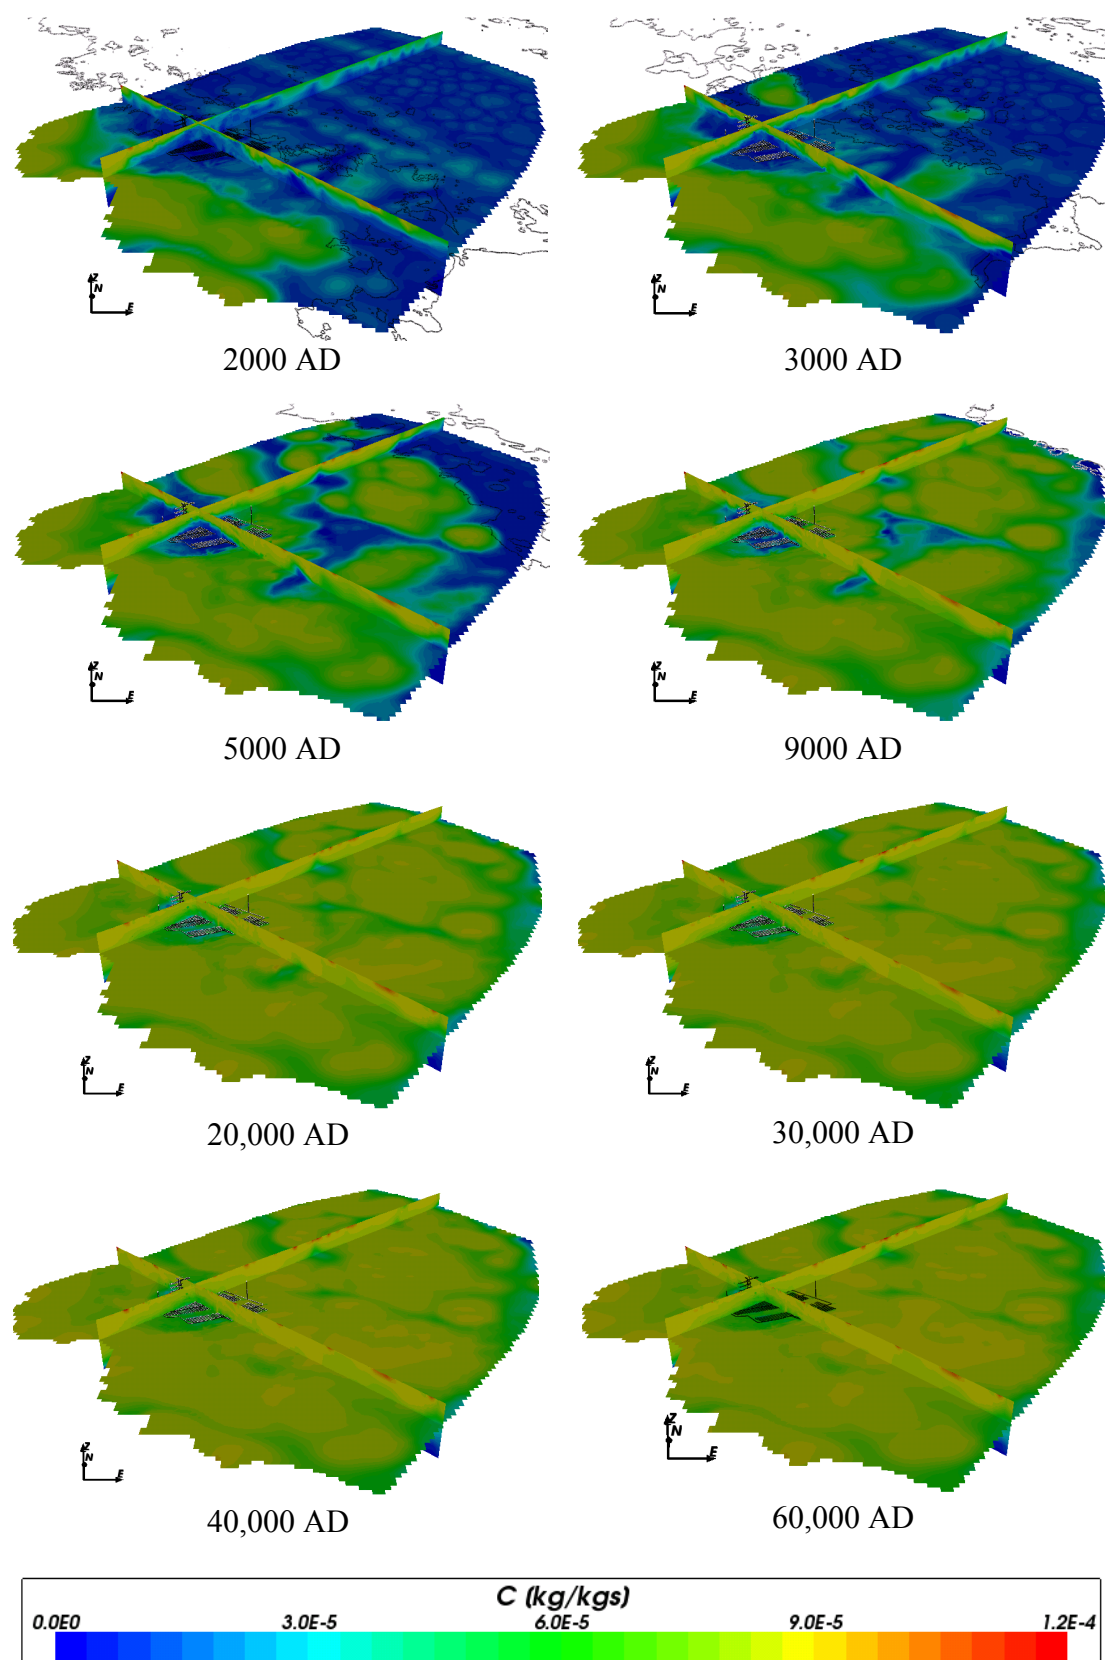 Z
N
E
Z
N
E
2000 AD
3000 AD
Z
N
E
Z
N
E
5000 AD
9000 AD
Z
N
E
Z
N
E
20,000 AD
30,000 AD
Z
N
E
Z
N
E
40,000 AD
60,000 AD
C (kg/kgs)
0.0E0 3.0E-5 6.0E-5 9.0E-5 1.2E-4